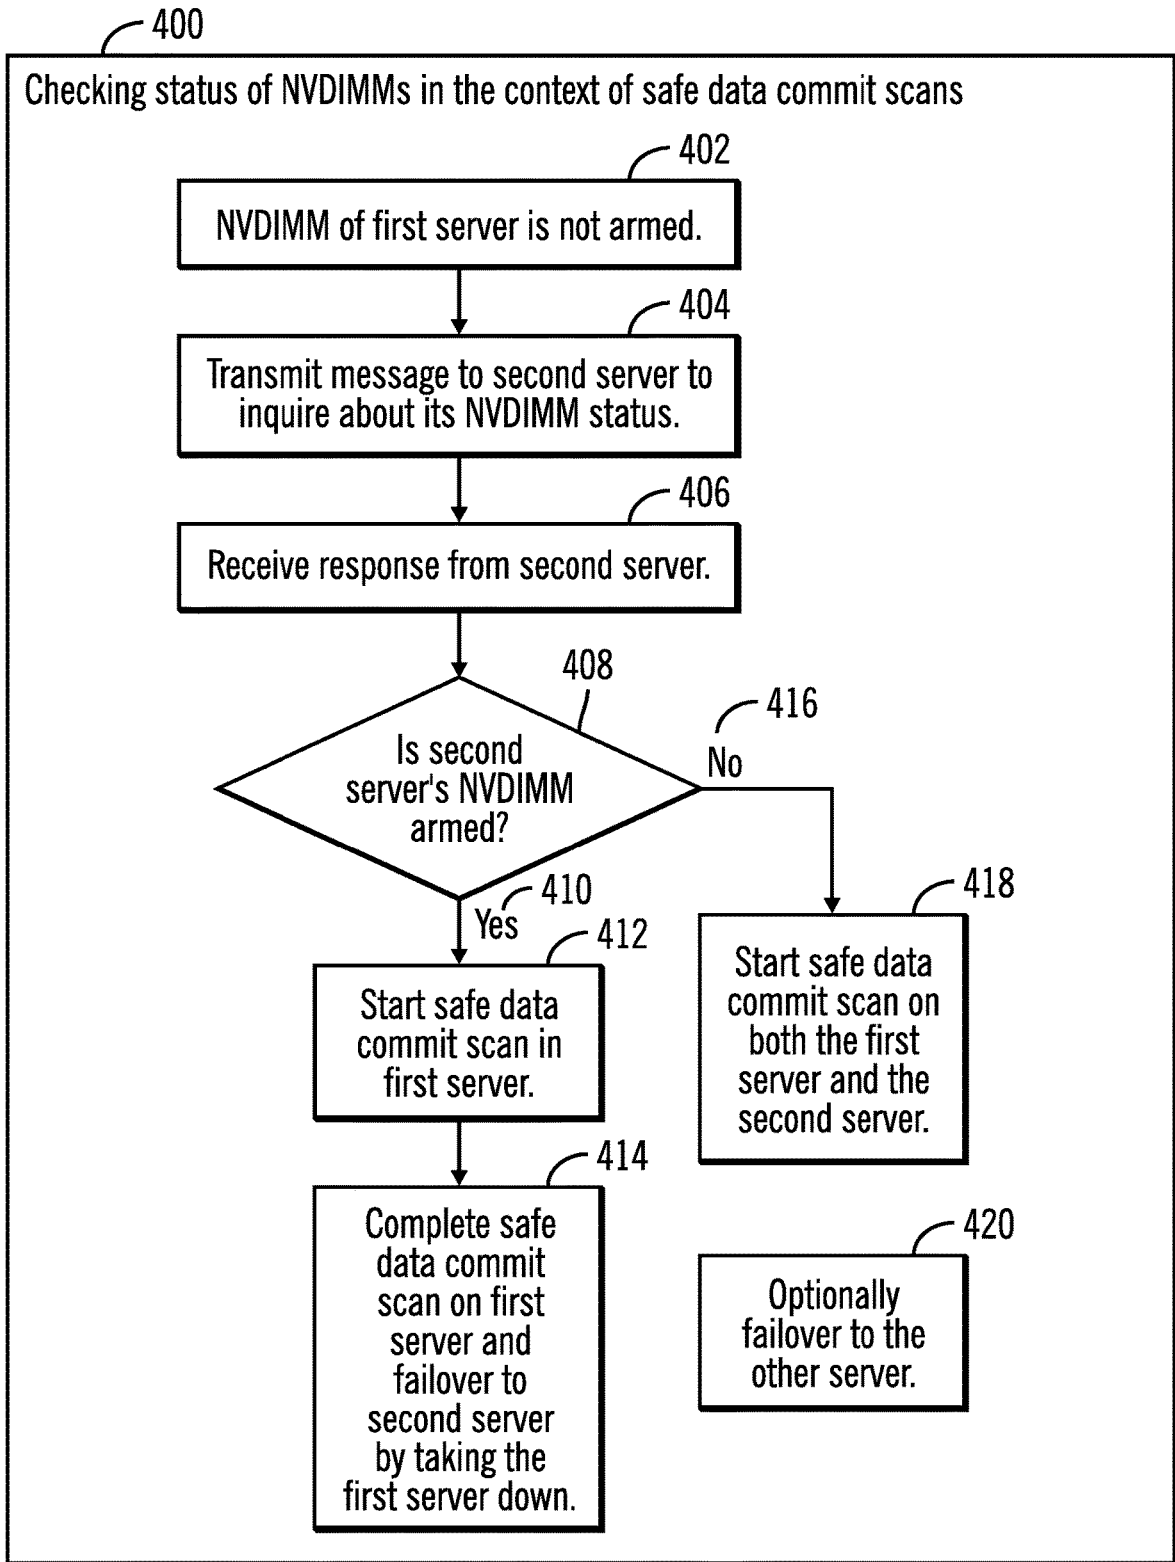 400
Checking status of NVDIMMs in the context of safe data commit scans
402
NVDIMM of first server is not armed.
404
Transmit message to second server to
inquire about its NVDIMM status.
406
Receive response from second server.
408
Is second
server's NVDIMM
armed?
416
No
410
Yes
412
Start safe data
commit scan in
first server.
414
Complete safe
data commit
scan on first
server and
failover to
second server
by taking the
first server down.
418
Start safe data
commit scan on
both the first
server and the
second server.
420
Optionally
failover to the
other server.